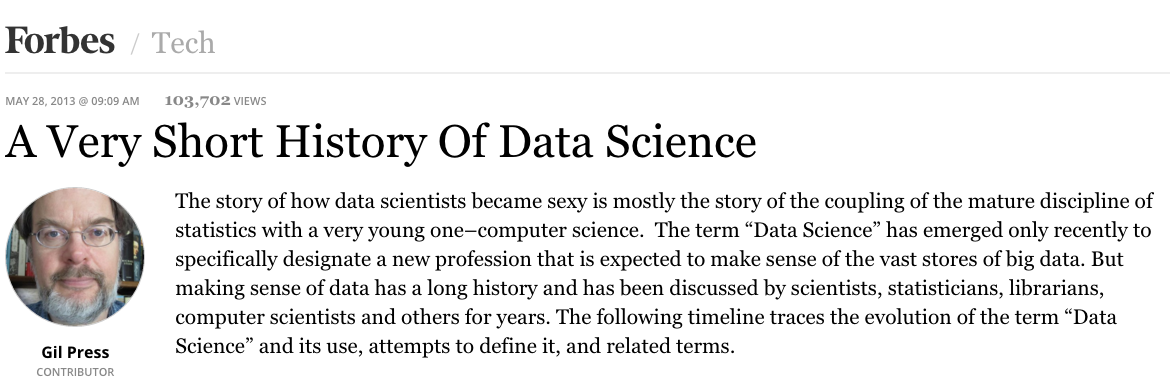 Forbes / Tech
MAY 28, 2013 @ 09:09 AM 103,702 VIEWS
A Very Short History Of Data Science
The story of how data scientists became sexy is mostly the story of the coupling of the mature discipline of
statistics with a very young one–computer science.  The term “Data Science” has emerged only recently to
specifically designate a new profession that is expected to make sense of the vast stores of big data. But
making sense of data has a long history and has been discussed by scientists, statisticians, librarians,
computer scientists and others for years. The following timeline traces the evolution of the term “Data
Science” and its use, attempts to define it, and related terms.
Gil Press
CONTRIBUTOR